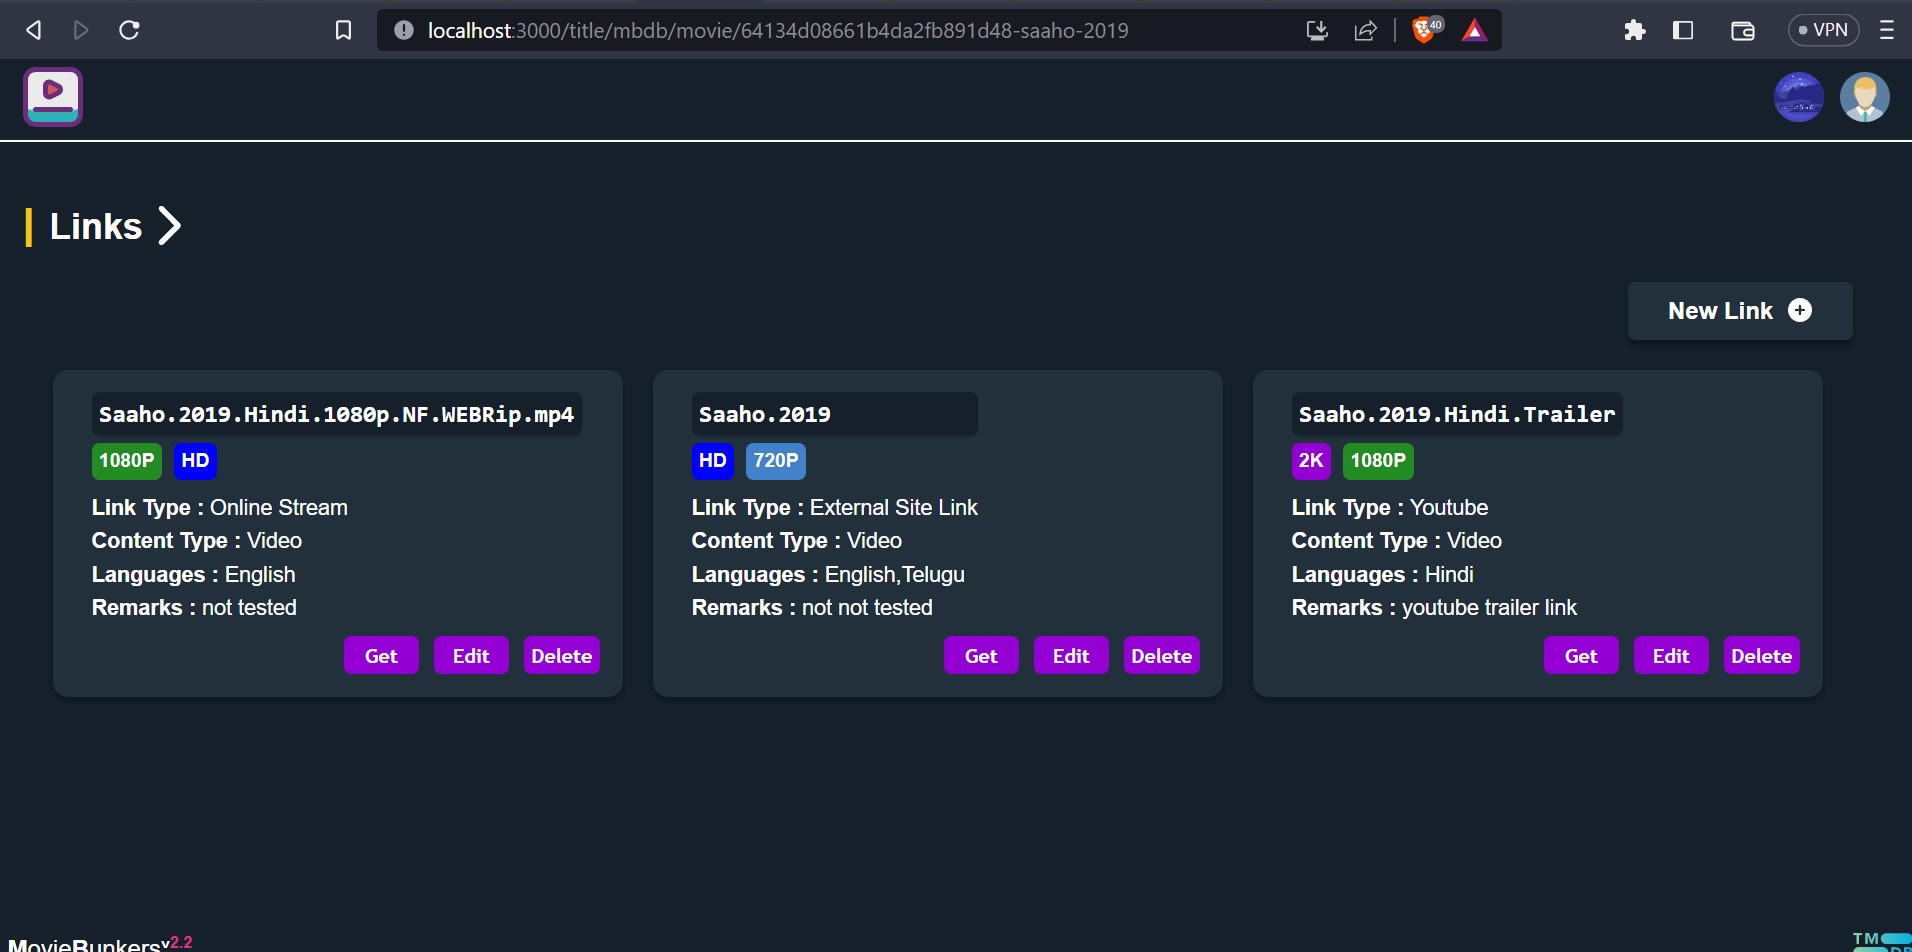 localhost:3000/title/mbdb/movie/64134d08661b4da2fb891d48-saaho-2019
40
VPN
Links
New Link
Saaho.2019.Hindi.1080p.NF.WEBRip.mp4
1080P HD
Link Type : Online Stream
Content Type : Video
Languages : English
Remarks : not tested
Get Edit Delete
Saaho.2019
HD 720P
Link Type : External Site Link
Content Type : Video
Languages : English,Telugu
Remarks : not not tested
Get Edit Delete
Saaho.2019.Hindi.Trailer
2K 1080P
Link Type : Youtube
Content Type : Video
Languages : Hindi
Remarks : youtube trailer link
Get Edit Delete
MovieBunkersv2.2
TM
DB